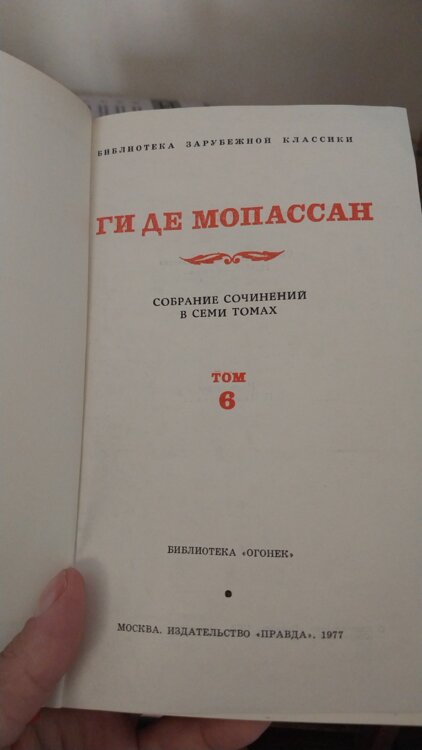 БИБЛИОТЕКА ЗАРУБЕЖНОЙ КЛАССИКИ
ГИ ДЕ МОПАССАН
СОБРАНИЕ СОЧИНЕНИЙ
В СЕМИ ТОМАХ
ТОМ
6
БИБЛИОТЕКА «ОГОНЕК»
МОСКВА. ИЗДАТЕЛЬСТВО «ПРАВДА». 1977